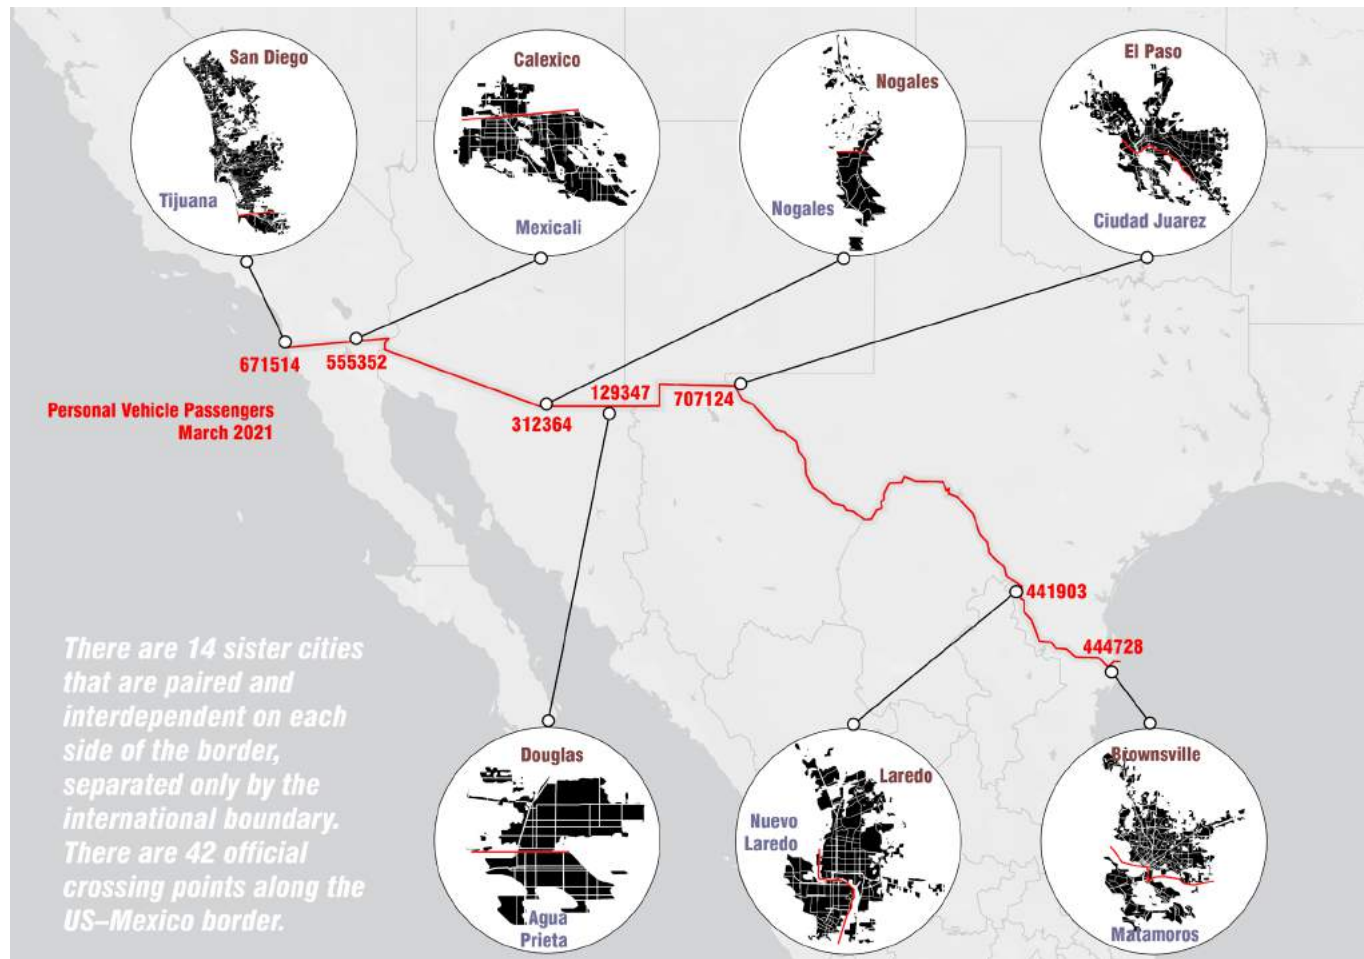 San Diego
Tijuana
Calexico
Mexicali
Nogales
Nogales
El Paso
Ciudad Juarez
671514
555352
312364
129347
707124
441903
444728
Personal Vehicle Passengers
March 2021
There are 14 sister cities
that are paired and
interdependent on each
side of the border,
separated only by the
international boundary.
There are 42 official
crossing points along the
US–Mexico border.
Douglas
Agua
Prieta
Laredo
Nuevo
Laredo
Brownsville
Matamoros